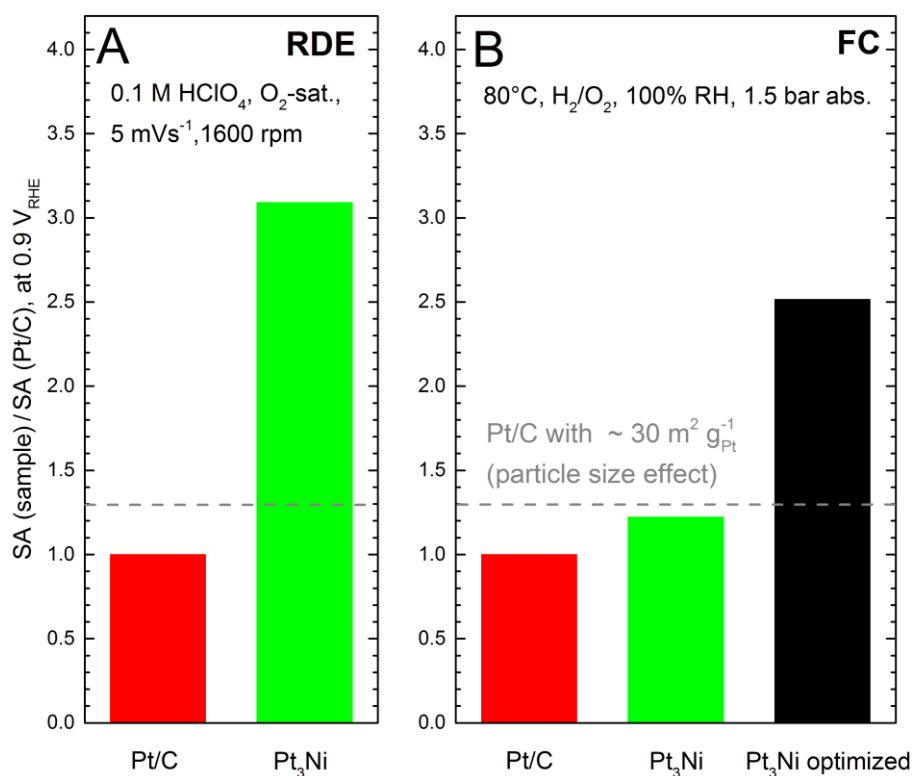 SA (sample) / SA (Pt/C), at 0.9 V_RHE
4.0
3.5
3.0
2.5
2.0
1.5
1.0
0.5
0.0
A
RDE
0.1 M HClO₄, O₂-sat.,
5 mVs⁻¹,1600 rpm
Pt/C
Pt₃Ni
4.0
3.5
3.0
2.5
2.0
1.5
1.0
0.5
0.0
B
FC
80°C, H₂/O₂, 100% RH, 1.5 bar abs.
Pt/C with ~ 30 m² g⁻¹_Pt
(particle size effect)
Pt/C
Pt₃Ni
Pt₃Ni optimized